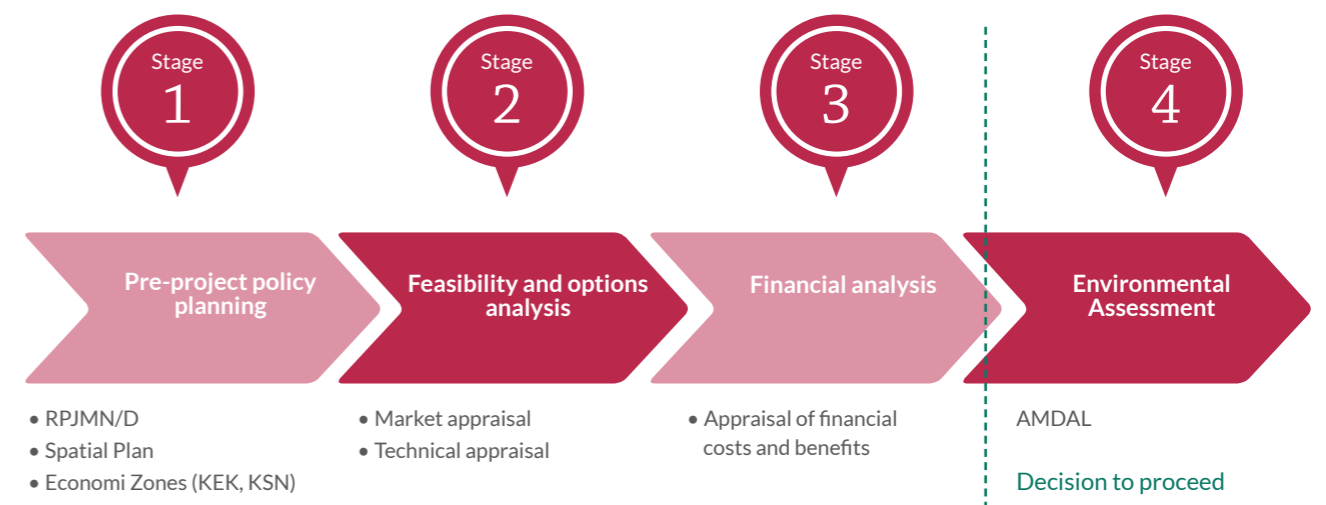 Stage
1
Stage
2
Stage
3
Stage
4
Pre-project policy
planning
Feasibility and options
analysis
Financial analysis
Environmental
Assessment
• RPJMN/D
• Spatial Plan
• Economi Zones (KEK, KSN)
• Market appraisal
• Technical appraisal
• Appraisal of financial
costs and benefits
AMDAL
Decision to proceed